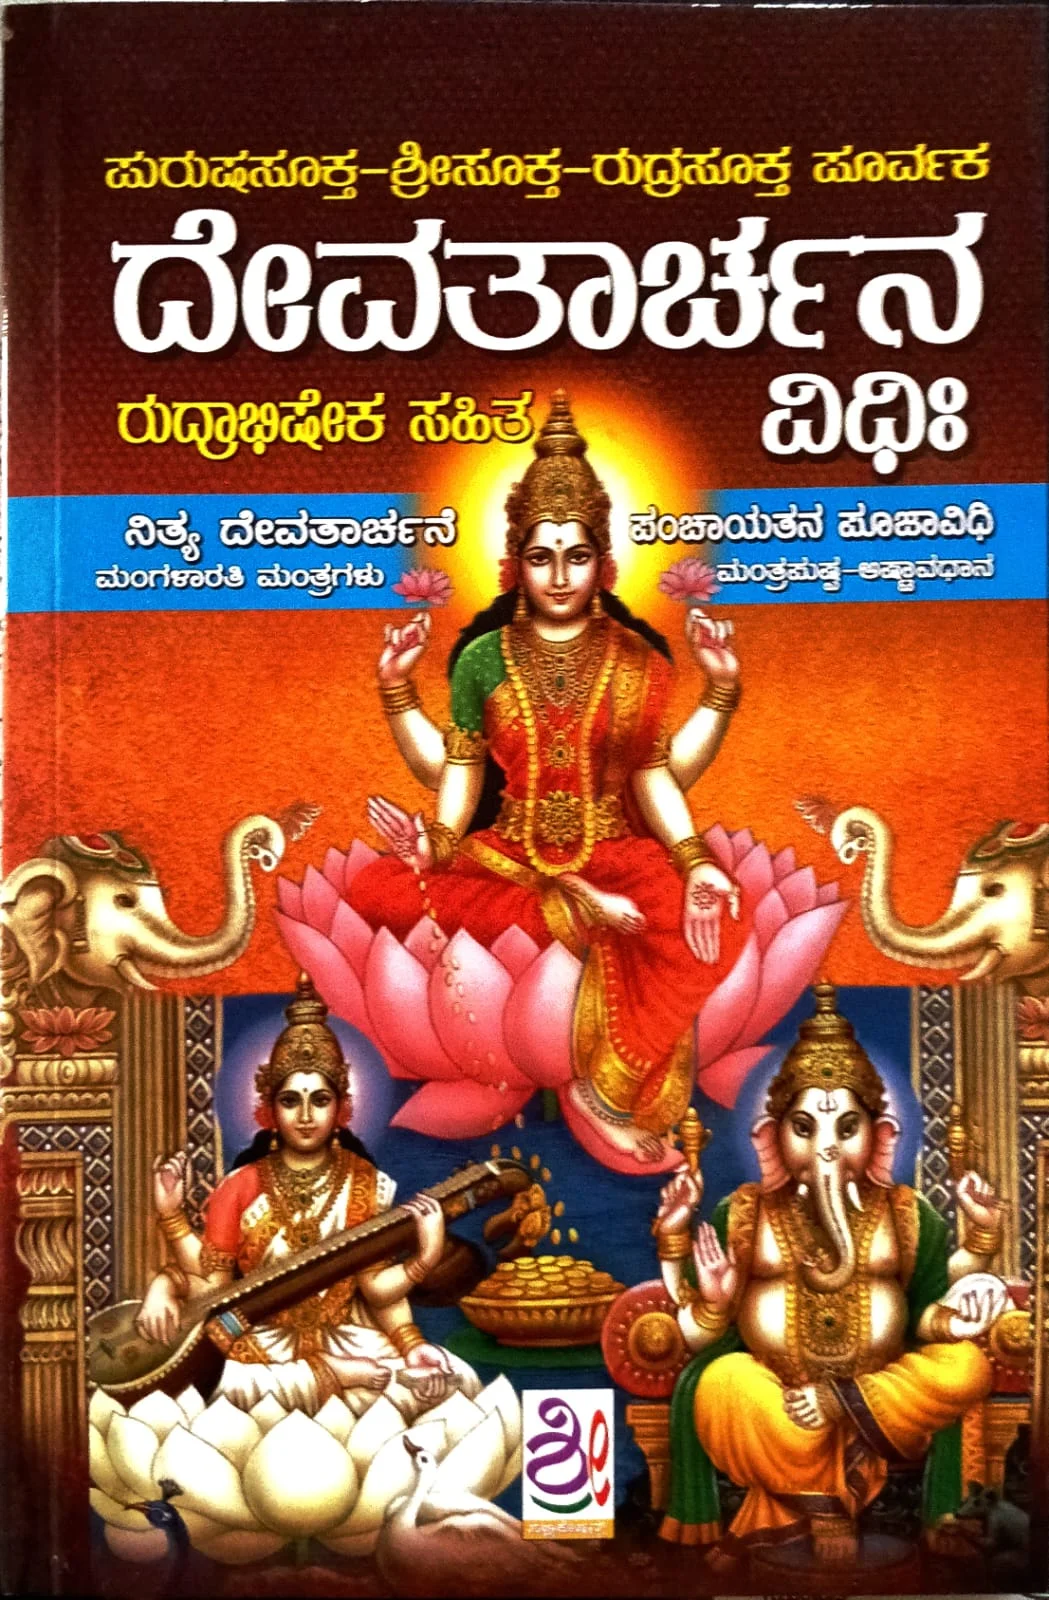 ಪುರುಷಸೂಕ್ತ-ಶ್ರೀಸೂಕ್ತ-ರುದ್ರಸೂಕ್ತ ಪೂರ್ವಕ
ದೇವತಾರ್ಚನ
ವಿಧಿಃ
ರುದ್ರಾಭಿಷೇಕ ಸಹಿತ
ನಿತ್ಯ ದೇವತಾರ್ಚನೆ
ಮಂಗಳಾರತಿ ಮಂತ್ರಗಳು
ಪಂಚಾಯತನ ಪೂಜಾವಿಧಿ
ಮಂತ್ರಪುಷ್ಪ-ಅಷ್ಟಾವಧಾನ
ಶ್ರೀ